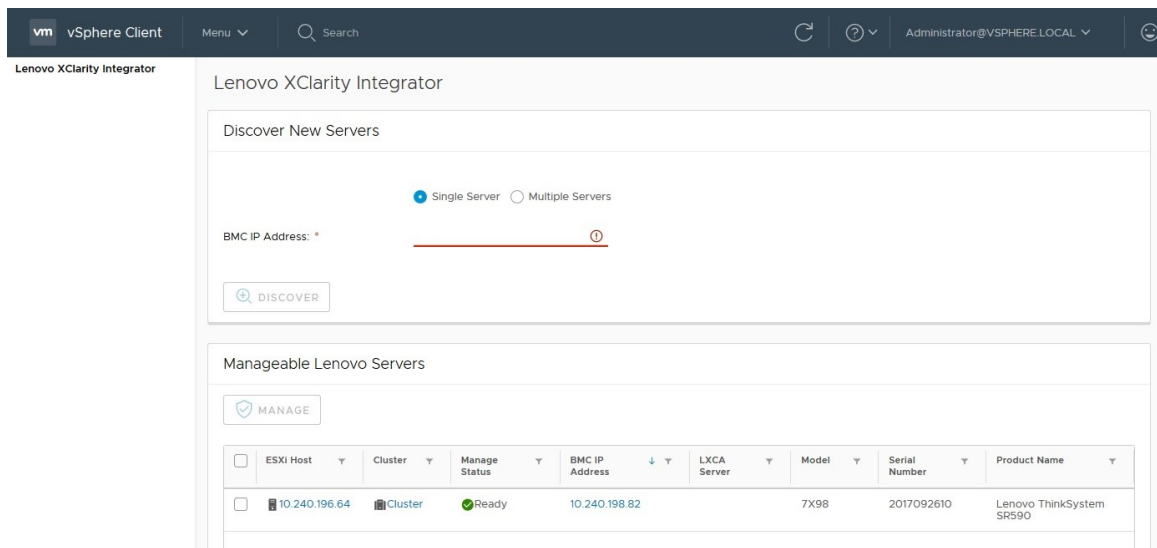 vm vSphere Client Menu Search Administrator@VSPHERE.LOCAL
Lenovo XClarity Integrator
Lenovo XClarity Integrator
Discover New Servers
Single Server Multiple Servers
BMC IP Address: *
DISCOVER
Manageable Lenovo Servers
MANAGE
ESXi Host Cluster Manage Status BMC IP Address LXCA Server Model Serial Number Product Name
10.240.196.64 Cluster Ready 10.240.198.82 7X98 2017092610 Lenovo ThinkSystem SR590